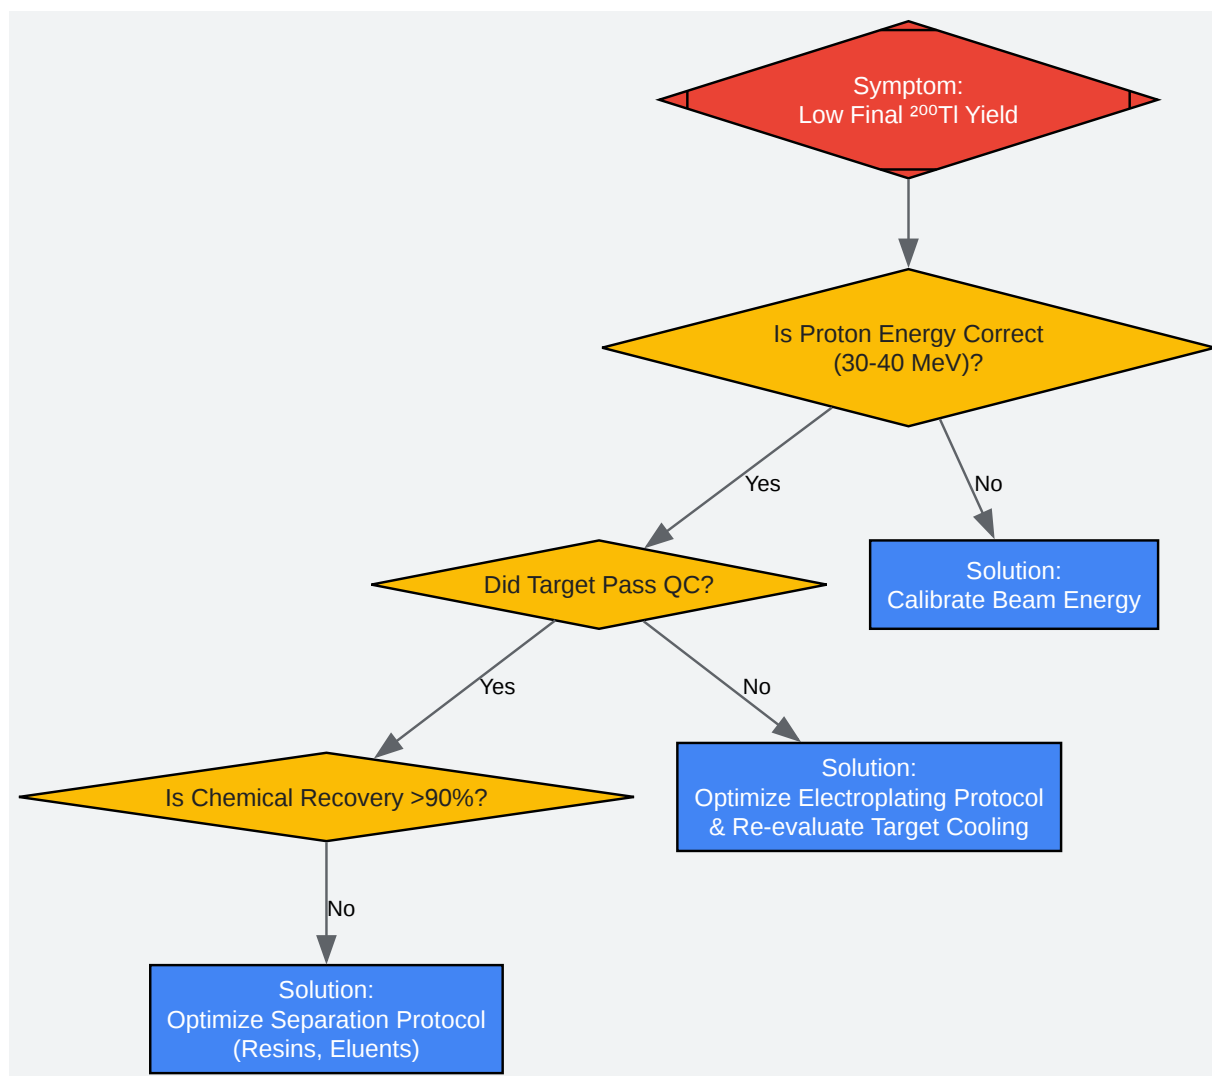 Symptom:
Low Final ²⁰⁰Tl Yield
Is Proton Energy Correct
(30-40 MeV)?
Yes
No
Did Target Pass QC?
Solution:
Calibrate Beam Energy
Yes
No
Is Chemical Recovery >90%?
Solution:
Optimize Electroplating Protocol
& Re-evaluate Target Cooling
No
Solution:
Optimize Separation Protocol
(Resins, Eluents)